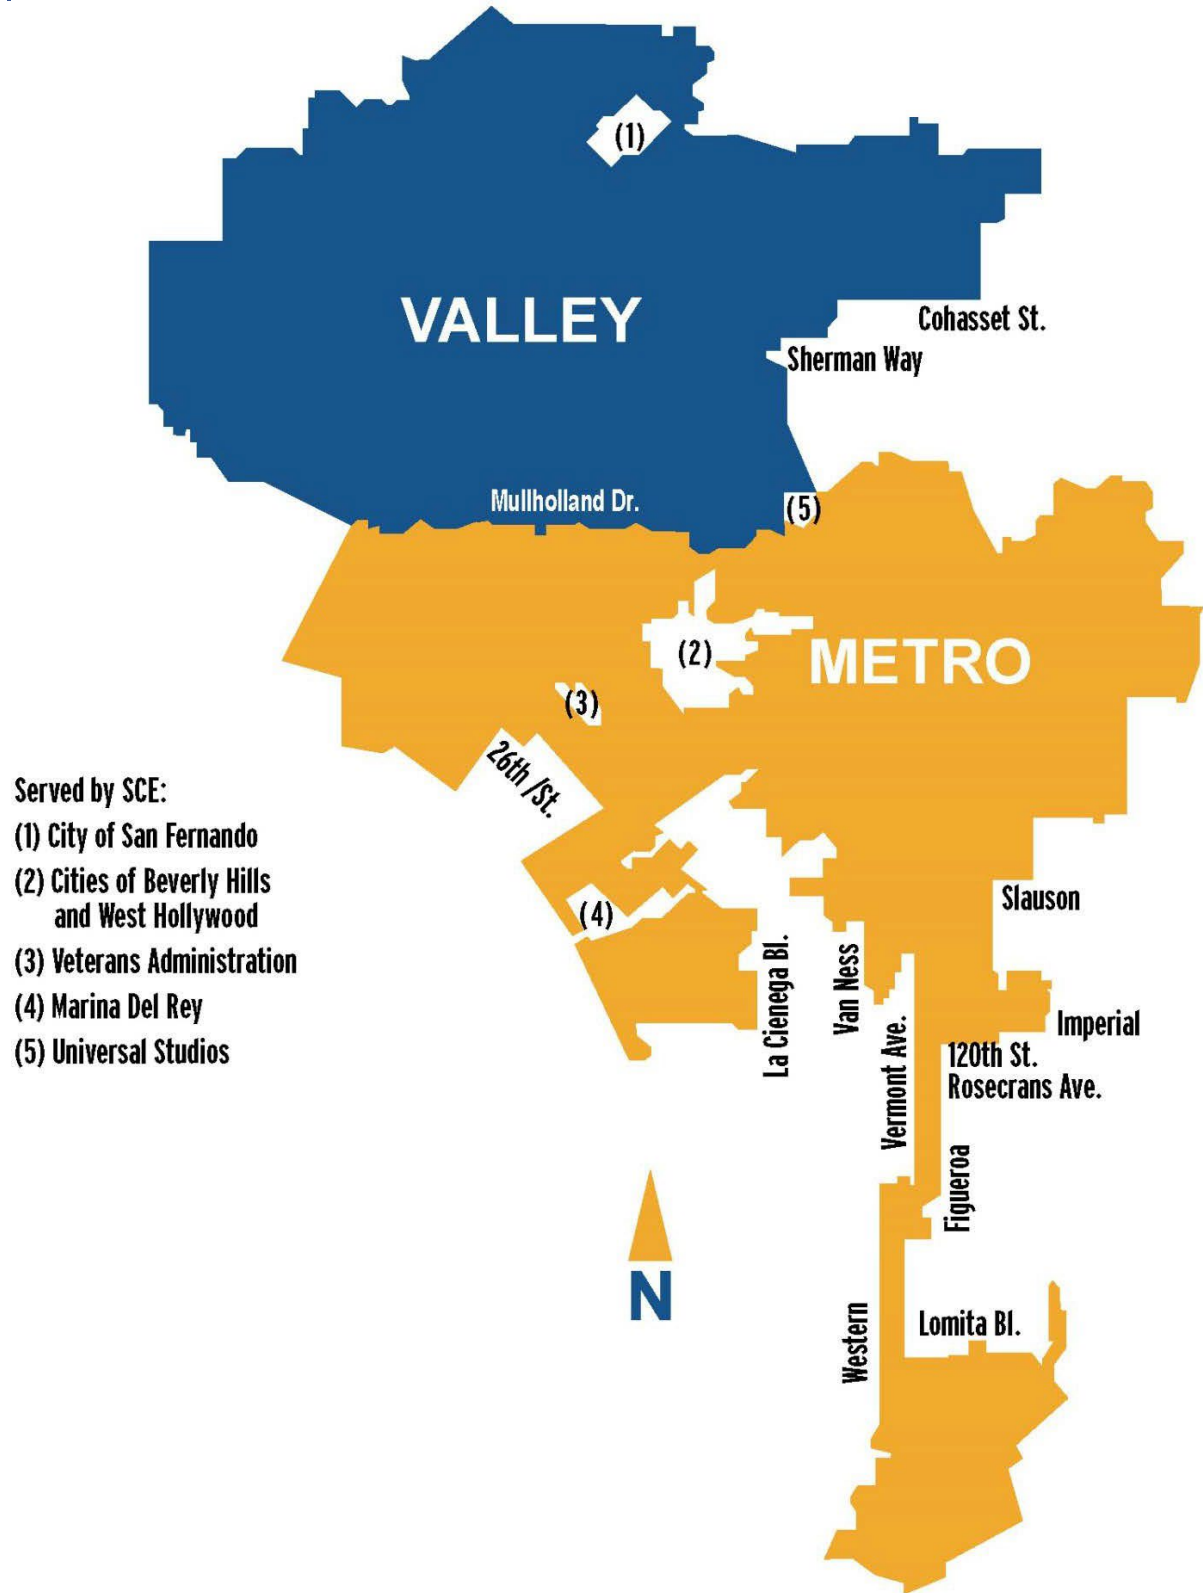 (1)
VALLEY
Cohasset St.
Sherman Way
Mullholland Dr.
(5)
(2)
METRO
(3)
26th /St.
Served by SCE:
(1) City of San Fernando
(2) Cities of Beverly Hills
and West Hollywood
(3) Veterans Administration
(4) Marina Del Rey
(5) Universal Studios
(4)
La Cienega Bl.
Van Ness
Vermont Ave.
Slauson
Imperial
120th St.
Rosecrans Ave.
Figueroa
N
Western
Lomita Bl.